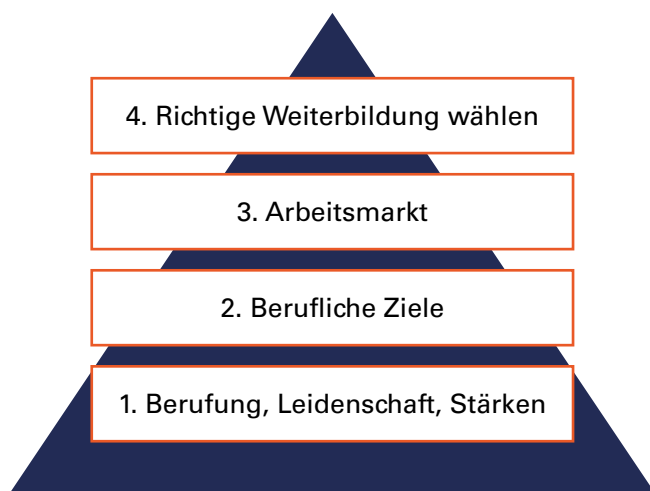 4. Richtige Weiterbildung wählen
3. Arbeitsmarkt
2. Berufliche Ziele
1. Berufung, Leidenschaft, Stärken